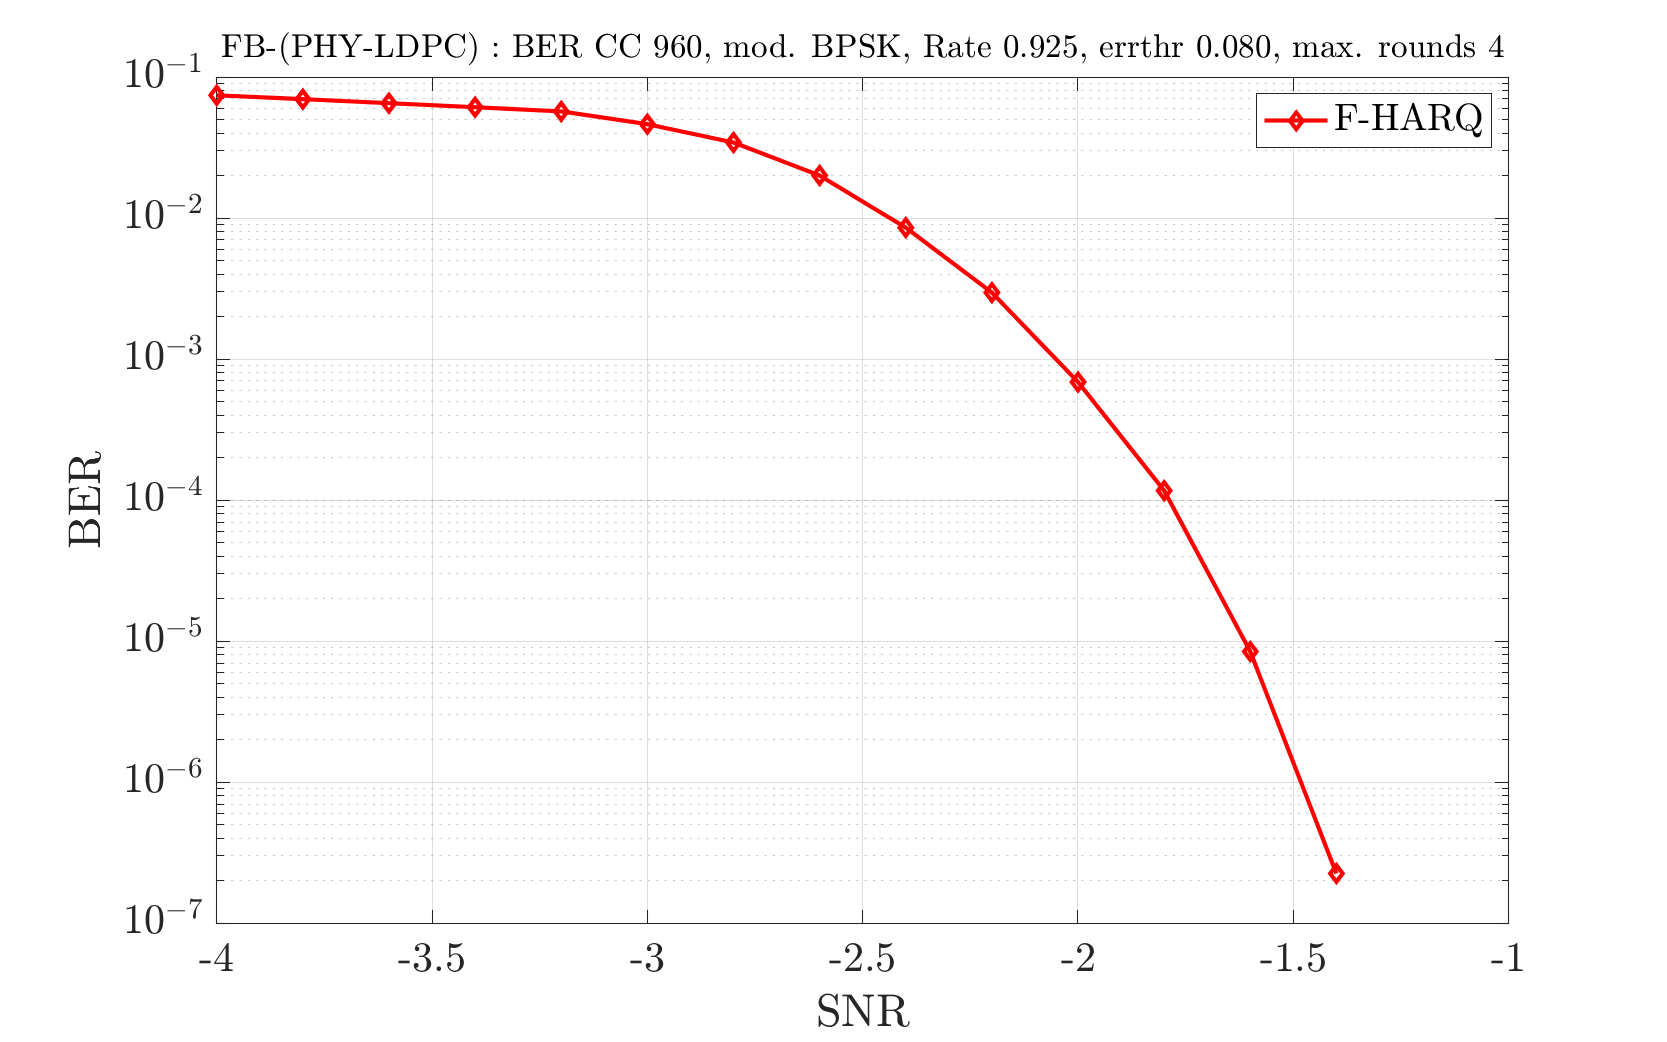 FB-(PHY-LDPC) : BER CC 960, mod. BPSK, Rate 0.925, errthr 0.080, max. rounds 4
F-HARQ
10⁻¹
10⁻²
10⁻³
10⁻⁴
10⁻⁵
10⁻⁶
10⁻⁷
BER
-4 -3.5 -3 -2.5 -2 -1.5 -1
SNR